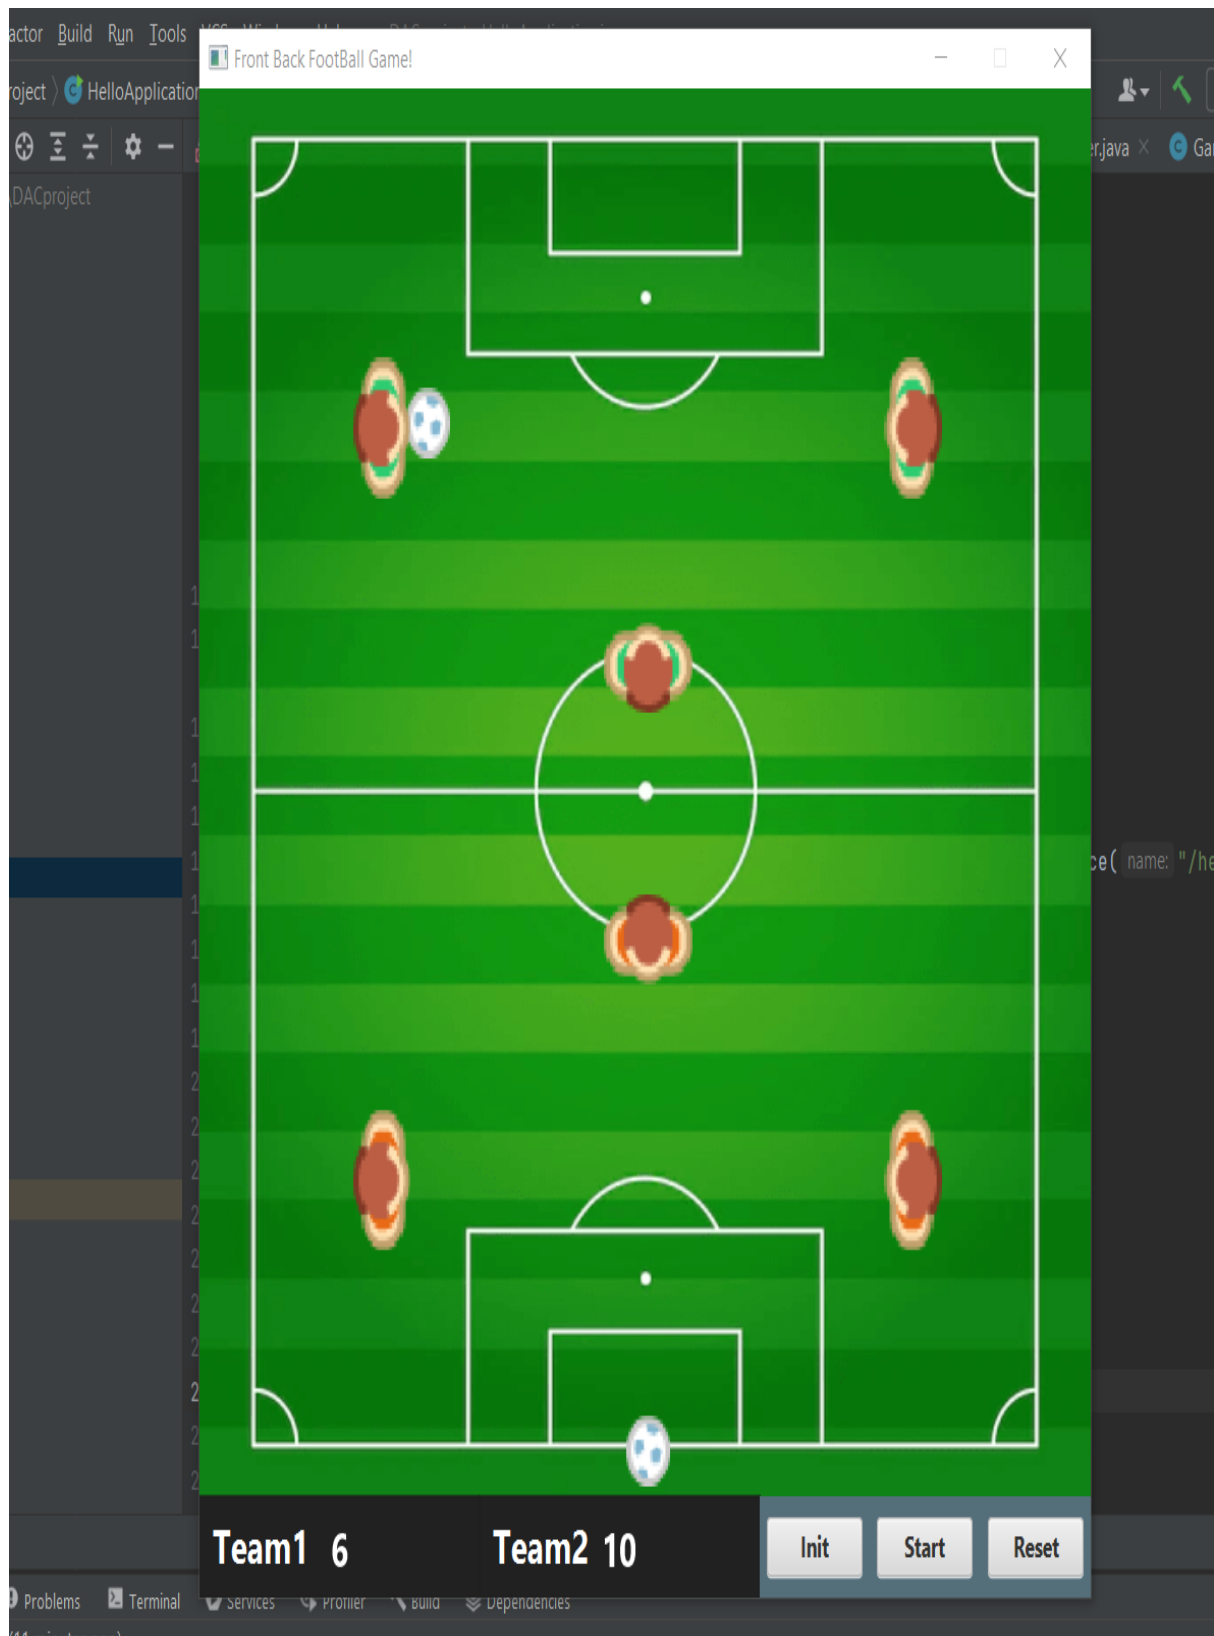 actor Build Run Tools
Front Back FootBall Game!
roject HelloApplication
er.java Ga
\DACproject
ce( name: "/he
Team1 6 Team2 10 Init Start Reset
Problems Terminal Services Profiler Build Dependencies